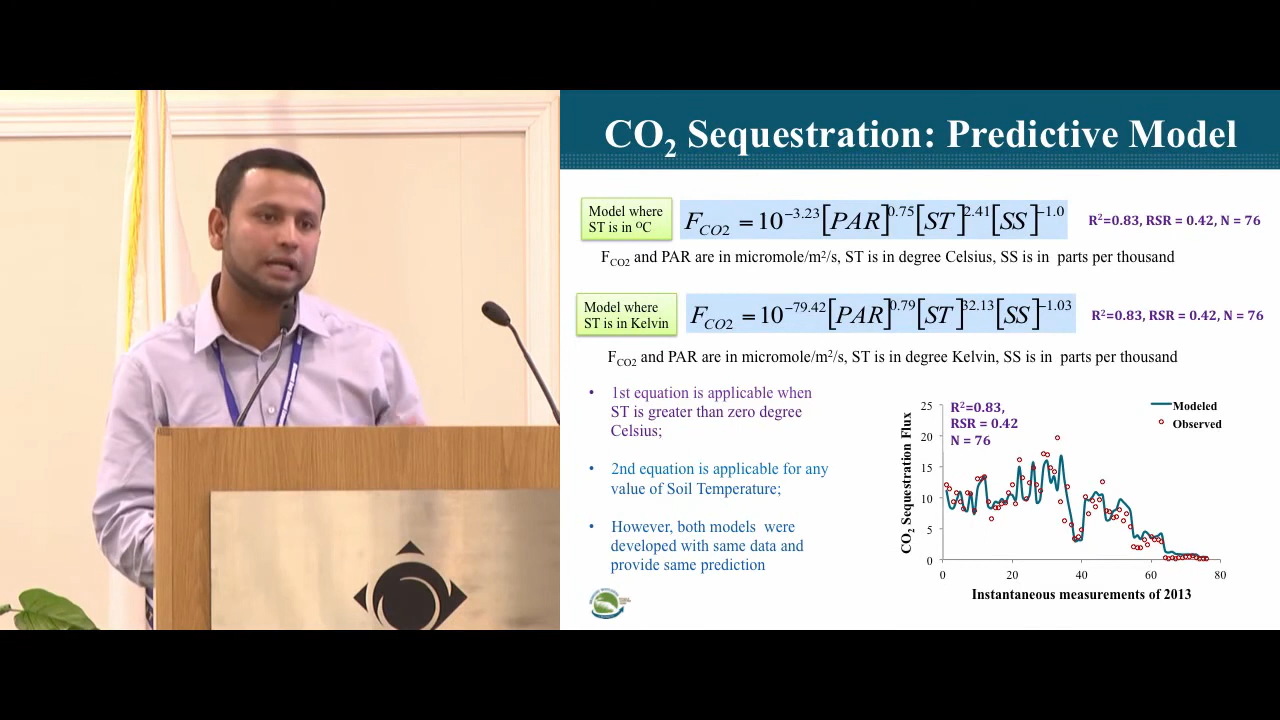 CO₂ Sequestration: Predictive Model
Model where
ST is in ⁰C
F_CO2 = 10^−3.23 [PAR]^0.75 [ST]^2.41 [SS]^−1.0
R²=0.83, RSR = 0.42, N = 76
F_CO2 and PAR are in micromole/m²/s, ST is in degree Celsius, SS is in parts per thousand
Model where
ST is in Kelvin
F_CO2 = 10^−79.42 [PAR]^0.79 [ST]^32.13 [SS]^−1.03
R²=0.83, RSR = 0.42, N = 76
F_CO2 and PAR are in micromole/m²/s, ST is in degree Kelvin, SS is in parts per thousand
• 1st equation is applicable when
ST is greater than zero degree
Celsius;
• 2nd equation is applicable for any
value of Soil Temperature;
• However, both models were
developed with same data and
provide same prediction
R²=0.83,
RSR = 0.42
N = 76
Modeled
Observed
CO₂ Sequestration Flux
25
20
15
10
5
0
0 20 40 60 80
Instantaneous measurements of 2013